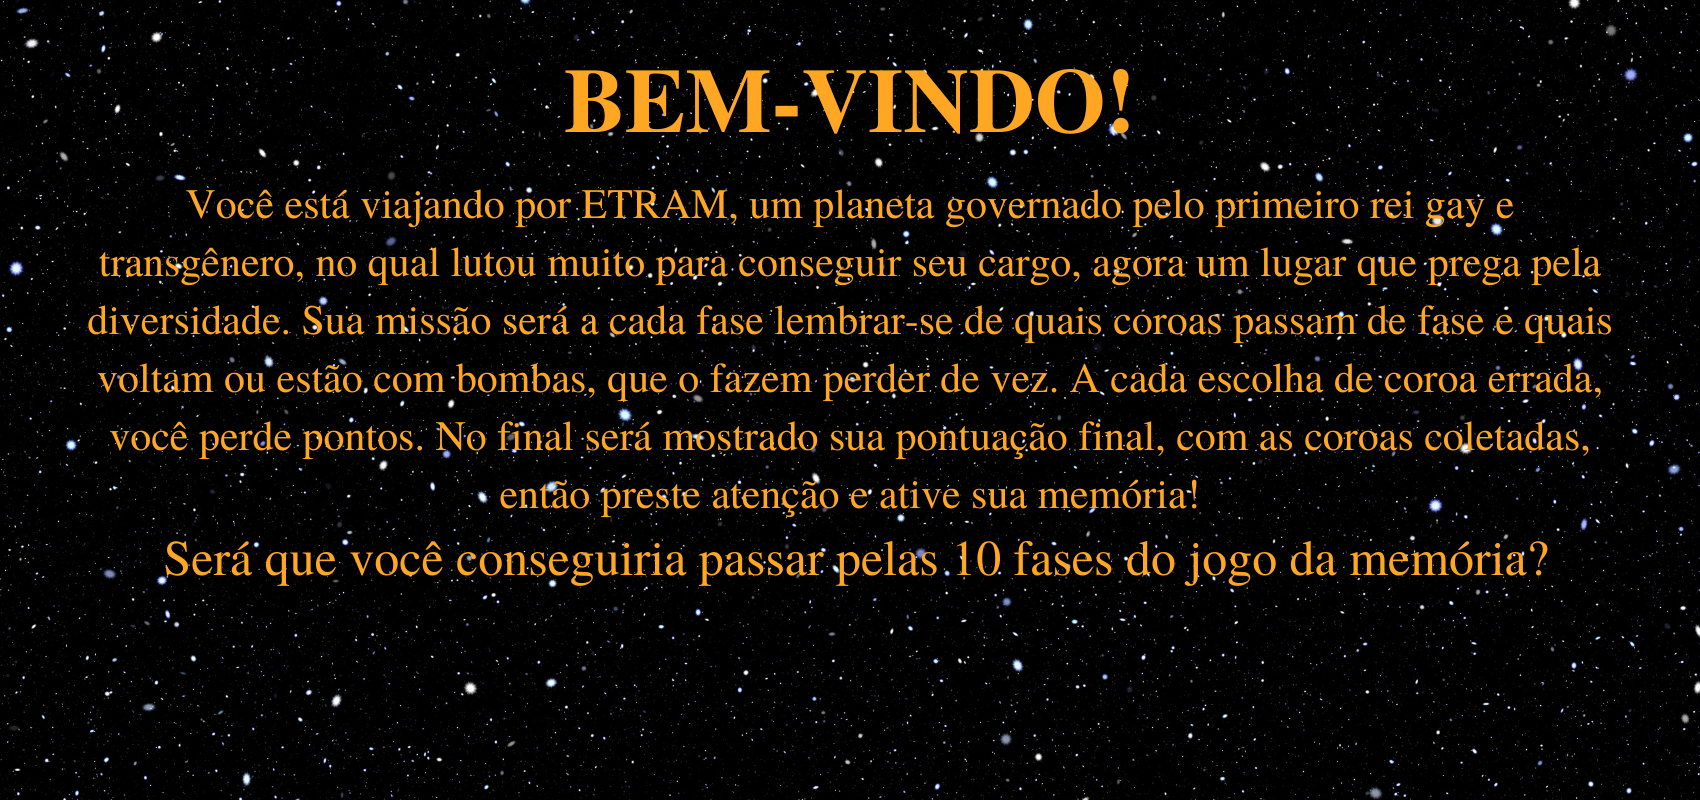 BEM-VINDO!
Você está viajando por ETRAM, um planeta governado pelo primeiro rei gay e
transgênero, no qual lutou muito para conseguir seu cargo, agora um lugar que prega pela
diversidade. Sua missão será a cada fase lembrar-se de quais coroas passam de fase e quais
voltam ou estão com bombas, que o fazem perder de vez. A cada escolha de coroa errada,
você perde pontos. No final será mostrado sua pontuação final, com as coroas coletadas,
então preste atenção e ative sua memória!
Será que você conseguiria passar pelas 10 fases do jogo da memória?